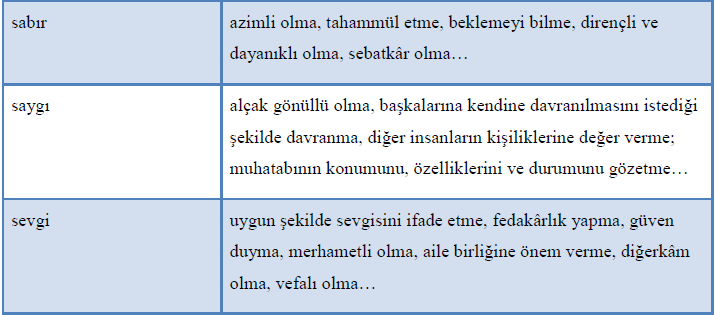 sabır
azimli olma, tahammül etme, beklemeyi bilme, dirençli ve
dayanıklı olma, sebatkâr olma…
saygı
alçak gönüllü olma, başkalarına kendine davranılmasını istediği
şekilde davranma, diğer insanların kişiliklerine değer verme;
muhatabının konumunu, özelliklerini ve durumunu gözetme…
sevgi
uygun şekilde sevgisini ifade etme, fedakârlık yapma, güven
duyma, merhametli olma, aile birliğine önem verme, diğerkâm
olma, vefalı olma…